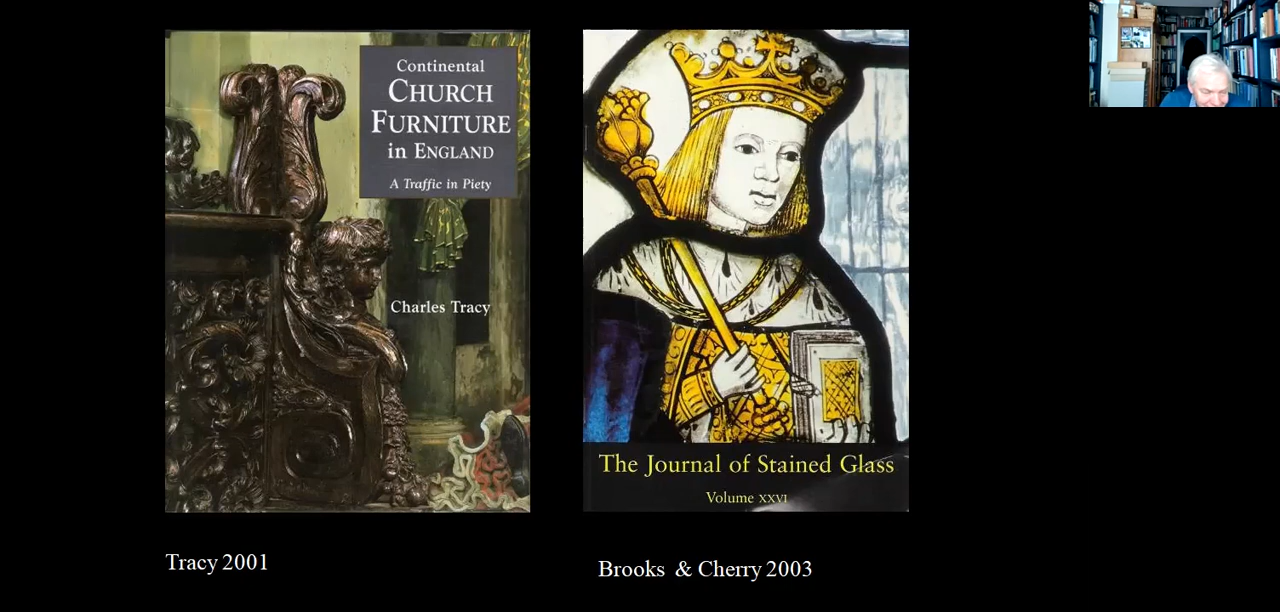 Continental
CHURCH
FURNITURE
in ENGLAND
A Traffic in Piety
Charles Tracy
The Journal of Stained Glass
Volume XXVI
Tracy 2001
Brooks & Cherry 2003